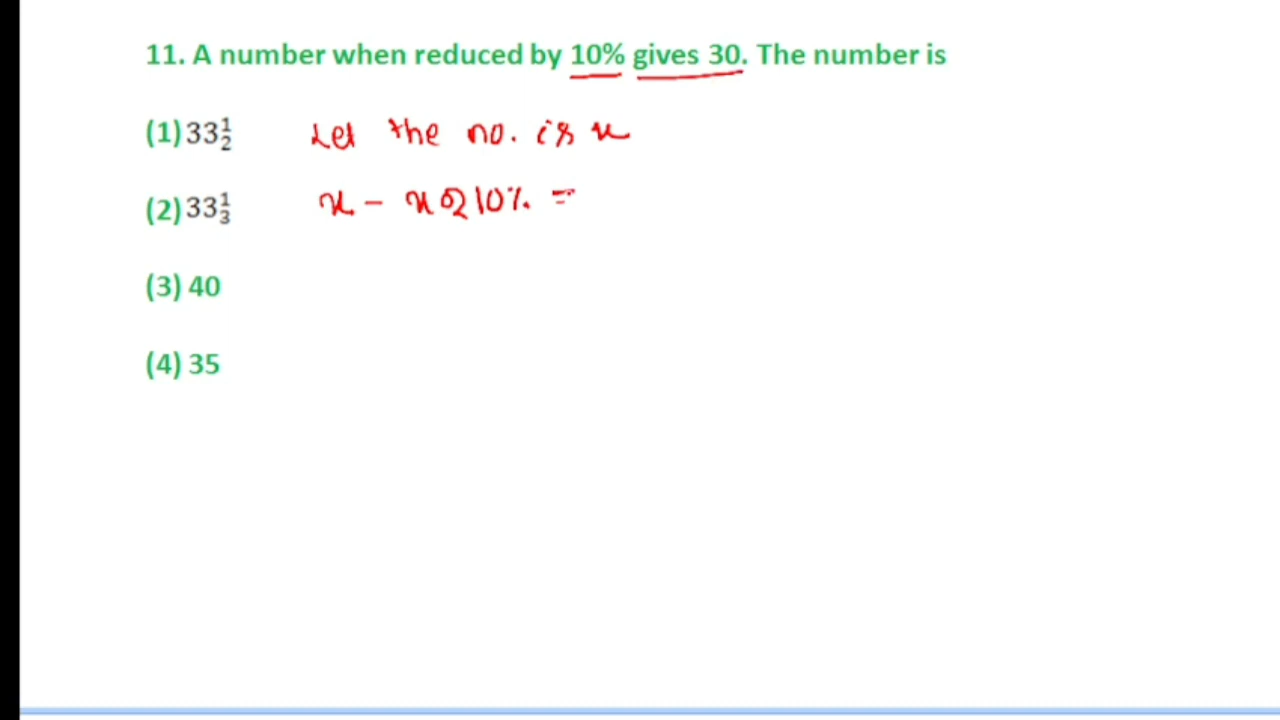 11. A number when reduced by 10% gives 30. The number is
(1) 33½ Let the no. is x
(2) 33⅓ x - x का 10% =
(3) 40
(4) 35